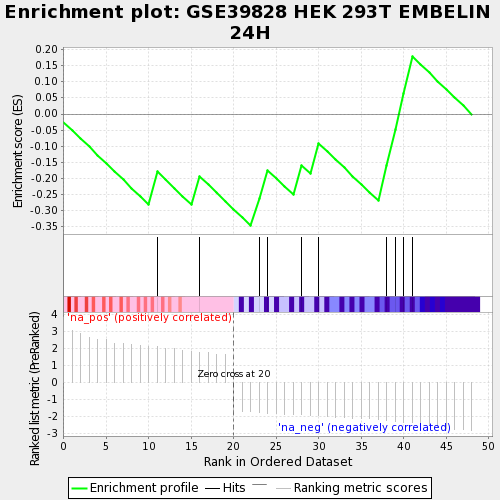 Enrichment plot: GSE39828 HEK 293T EMBELIN
24H
Enrichment score (ES)
0.20
0.15
0.10
0.05
0.00
-0.05
-0.10
-0.15
-0.20
-0.25
-0.30
-0.35
'na_pos' (positively correlated)
Ranked list metric (PreRanked)
4
3
2
1
0
-1
-2
-3
Zero cross at 20
'na_neg' (negatively correlated)
0 5 10 15 20 25 30 35 40 45 50
Rank in Ordered Dataset
Enrichment profile Hits Ranking metric scores